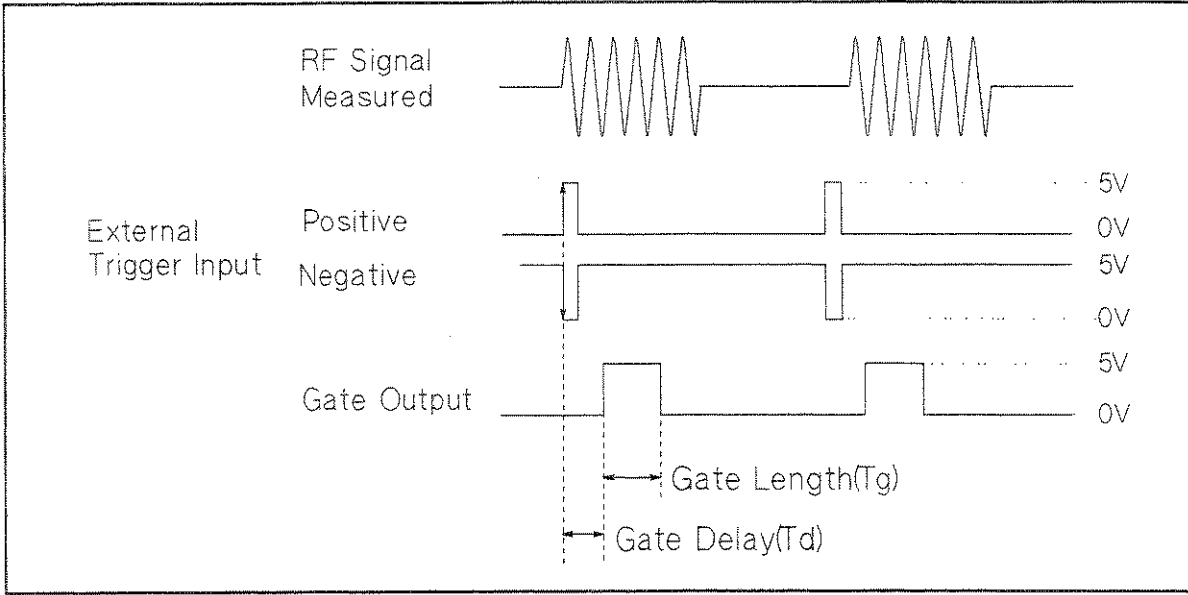 RF Signal
Measured
5V
Positive
0V
External
Trigger Input
5V
Negative
0V
5V
Gate Output
0V
Gate Length(Tg)
Gate Delay(Td)